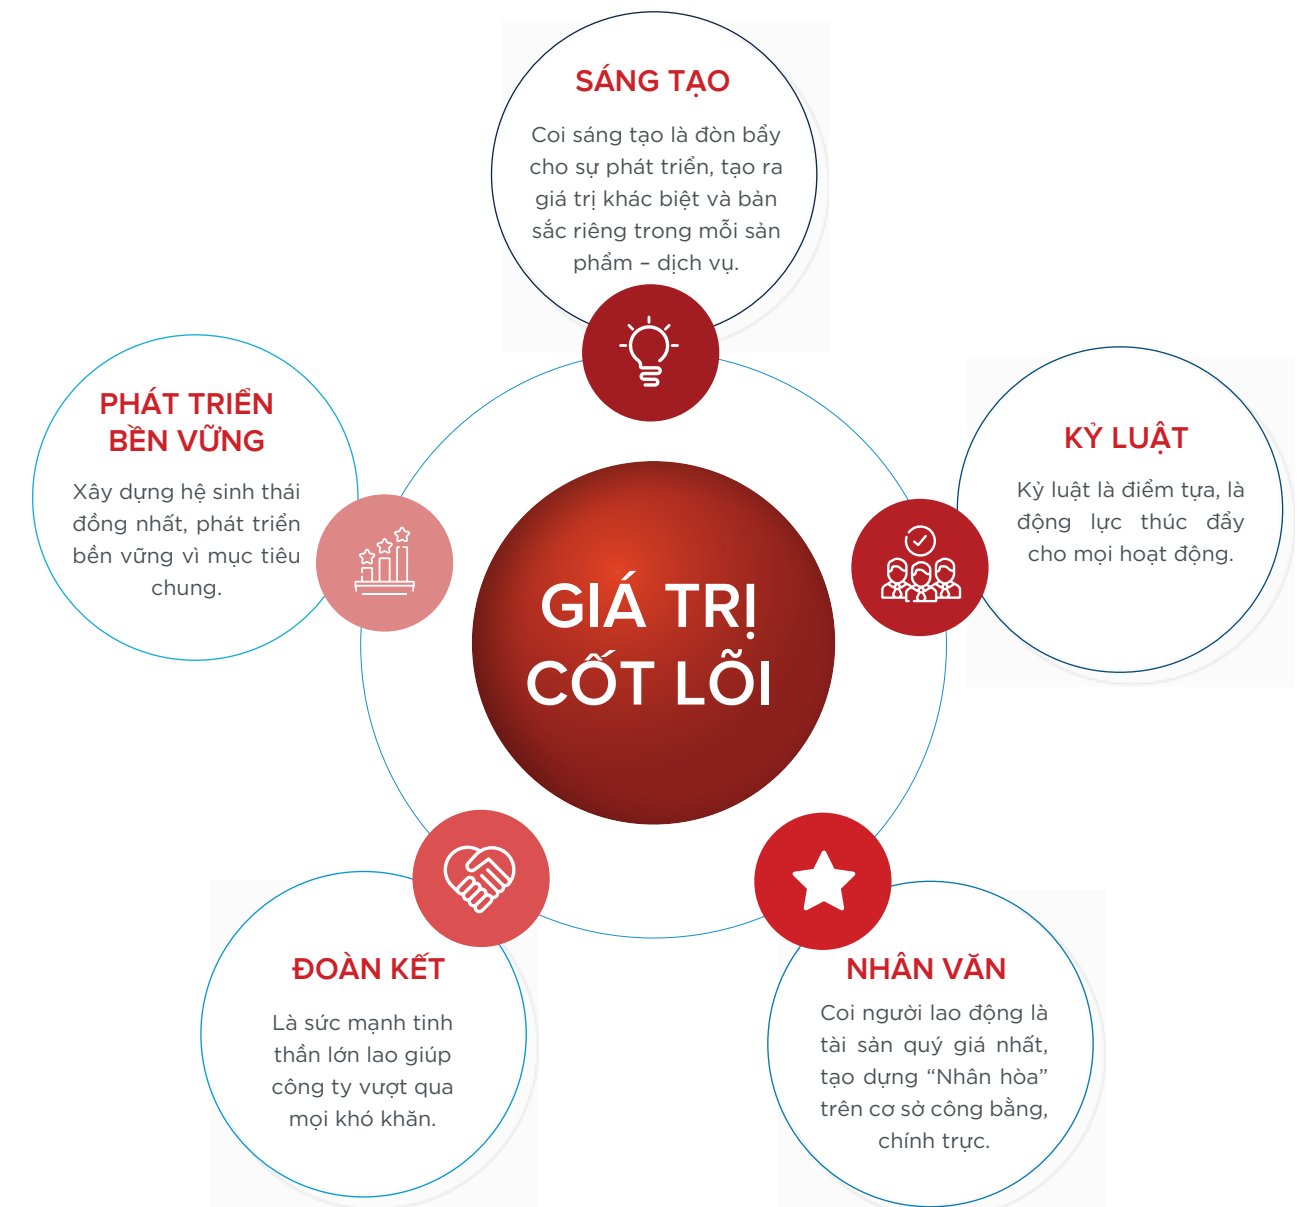 SÁNG TẠO
Coi sáng tạo là đòn bẩy
cho sự phát triển, tạo ra
giá trị khác biệt và bản
sắc riêng trong mỗi sản
phẩm – dịch vụ.
PHÁT TRIỂN
BỀN VỮNG
Xây dựng hệ sinh thái
đồng nhất, phát triển
bền vững vì mục tiêu
chung.
KỶ LUẬT
Kỷ luật là điểm tựa, là
động lực thúc đẩy
cho mọi hoạt động.
GIÁ TRỊ
CỐT LÕI
ĐOÀN KẾT
Là sức mạnh tinh
thần lớn lao giúp
công ty vượt qua
mọi khó khăn.
NHÂN VĂN
Coi người lao động là
tài sản quý giá nhất,
tạo dựng “Nhân hòa”
trên cơ sở công bằng,
chính trực.